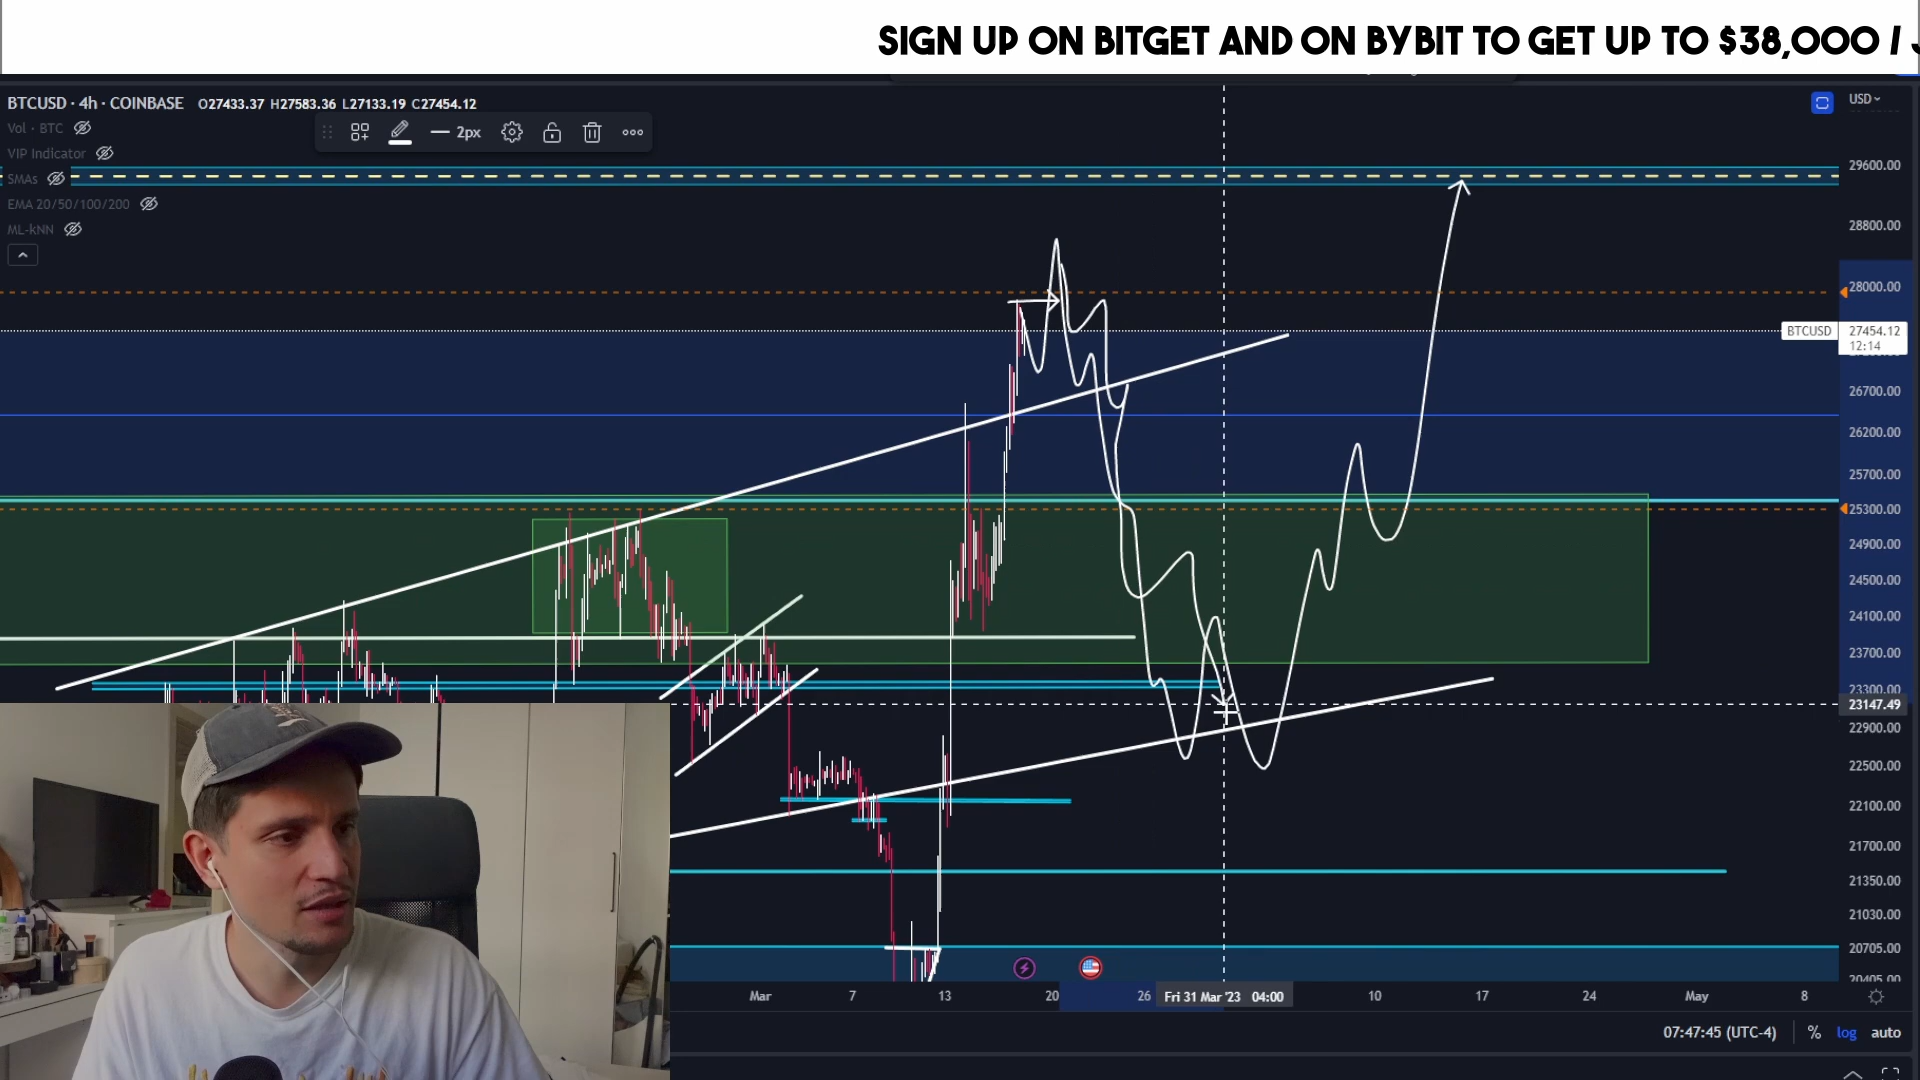 SIGN UP ON BITGET AND ON BYBIT TO GET UP TO $38,000 /
BTCUSD · 4h · COINBASE O27433.37 H27583.36 L27133.19 C27454.12
USD
Vol · BTC
2px
VIP Indicator
SMAs
EMA 20/50/100/200
ML-kNN
29600.00
28800.00
28000.00
BTCUSD 27454.12
12:14
26700.00
26200.00
25700.00
25300.00
24900.00
24500.00
24100.00
23700.00
23300.00
23147.49
22900.00
22500.00
22100.00
21700.00
21350.00
21030.00
20705.00
20405.00
Mar 7 13 20 26 Fri 31 Mar '23 04:00 10 17 24 May 8
07:47:45 (UTC-4) % log auto